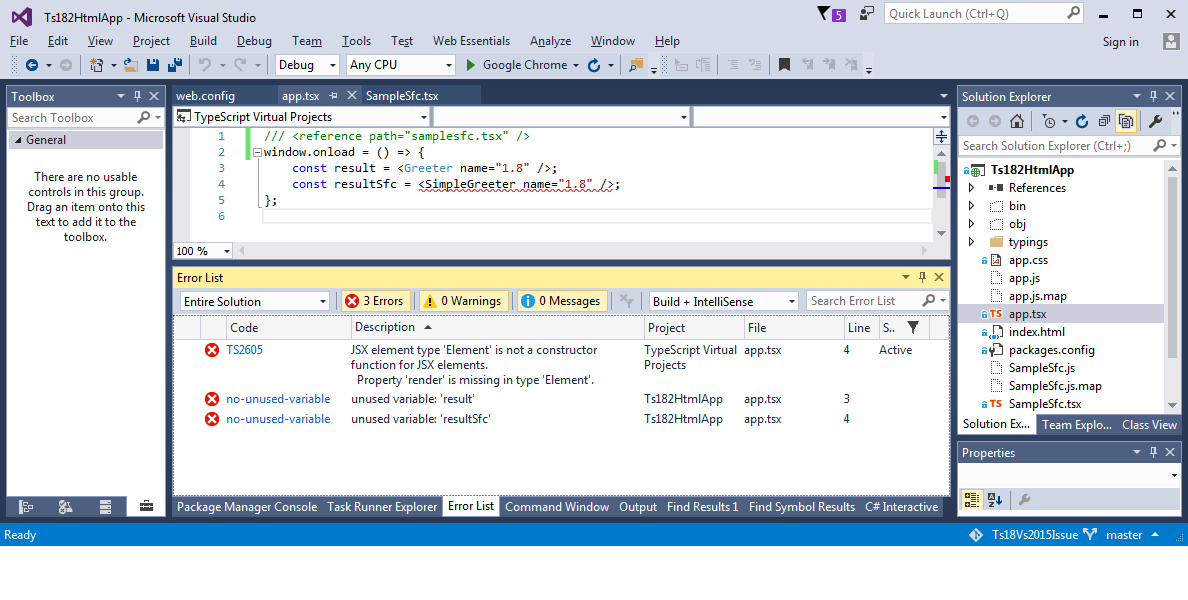 Ts182HtmlApp - Microsoft Visual Studio
5
Quick Launch (Ctrl+Q)
File Edit View Project Build Debug Team Tools Test Web Essentials Analyze Window Help
Sign in
Debug Any CPU Google Chrome
Toolbox
Search Toolbox
General
There are no usable
controls in this group.
Drag an item onto this
text to add it to the
toolbox.
web.config app.tsx SampleSfc.tsx
TypeScript Virtual Projects
1 /// <reference path="samplesfc.tsx" />
2 window.onload = () => {
3 const result = <Greeter name="1.8" />;
4 const resultSfc = <SimpleGreeter name="1.8" />;
5 };
6
100 %
Error List
Entire Solution 3 Errors 0 Warnings 0 Messages Build + IntelliSense Search Error List
Code Description Project File Line S..
TS2605 JSX element type 'Element' is not a constructor TypeScript Virtual app.tsx 4 Active
function for JSX elements. Projects
Property 'render' is missing in type 'Element'.
no-unused-variable unused variable: 'result' Ts182HtmlApp app.tsx 3
no-unused-variable unused variable: 'resultSfc' Ts182HtmlApp app.tsx 4
Package Manager Console Task Runner Explorer Error List Command Window Output Find Results 1 Find Symbol Results C# Interactive
Solution Explorer
Search Solution Explorer (Ctrl+;)
Ts182HtmlApp
References
bin
obj
typings
app.css
app.js
app.js.map
TS app.tsx
index.html
packages.config
SampleSfc.js
SampleSfc.js.map
TS SampleSfc.tsx
Solution Ex... Team Explo... Class View
Properties
Ready
Ts18Vs2015Issue master